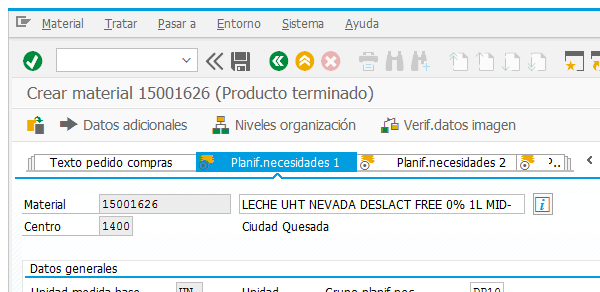 Material Tratar Pasar a Entorno Sistema Ayuda
Crear material 15001626 (Producto terminado)
Datos adicionales Niveles organización Verif.datos imagen
Texto pedido compras Planif.necesidades 1 Planif.necesidades 2
Material 15001626 LECHE UHT NEVADA DESLACT FREE 0% 1L MID-
Centro 1400 Ciudad Quesada
Datos generales
Unidad medida base UN Unidad Grupo planif.nec.